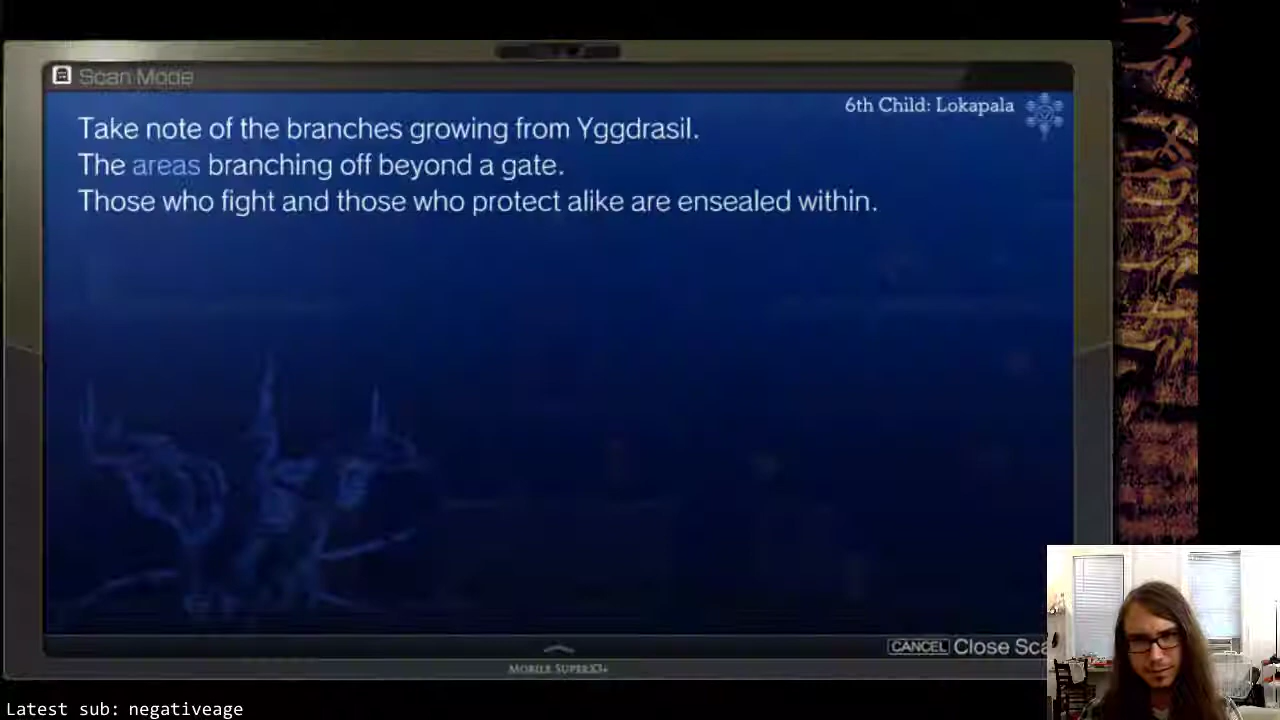 Scan Mode
6th Child: Lokapala
Take note of the branches growing from Yggdrasil.
The areas branching off beyond a gate.
Those who fight and those who protect alike are ensealed within.
CANCEL Close Sca
MOBILE SUPERX3+
Latest sub: negativeage